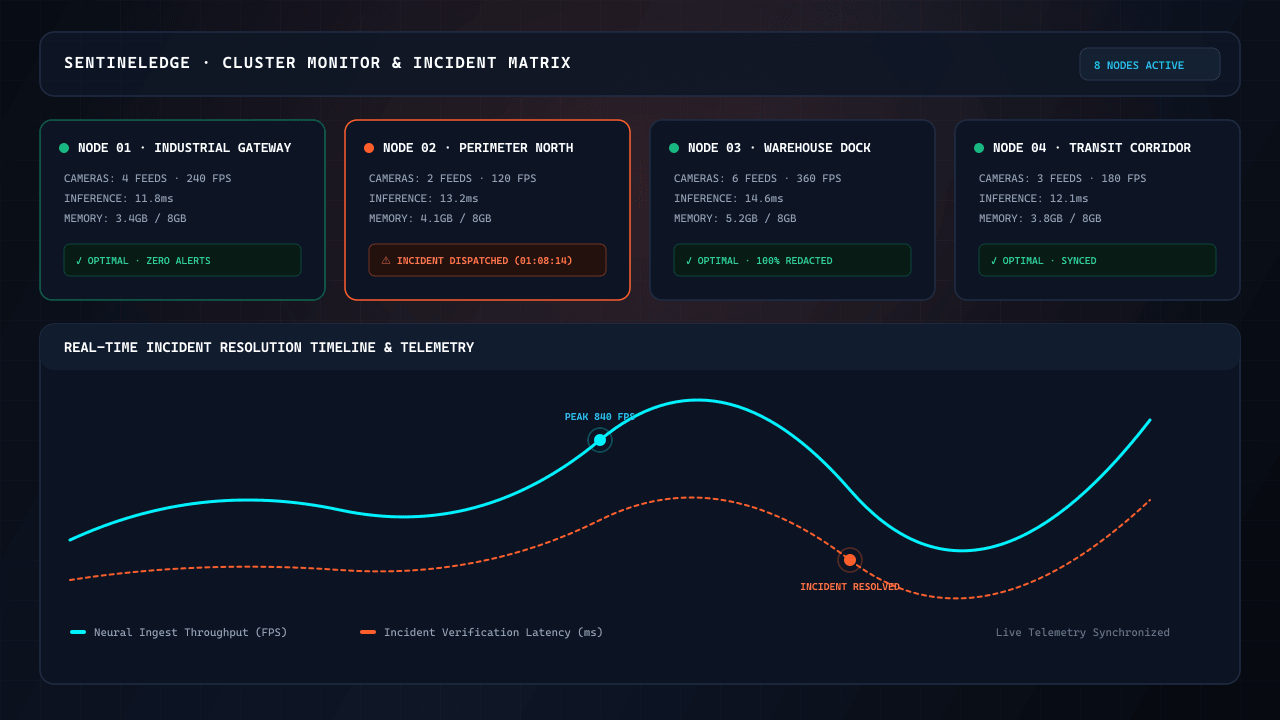 SENTINELEDGE · CLUSTER MONITOR & INCIDENT MATRIX
8 NODES ACTIVE
NODE 01 · INDUSTRIAL GATEWAY
CAMERAS: 4 FEEDS · 240 FPS
INFERENCE: 11.8ms
MEMORY: 3.4GB / 8GB
✓ OPTIMAL · ZERO ALERTS
NODE 02 · PERIMETER NORTH
CAMERAS: 2 FEEDS · 120 FPS
INFERENCE: 13.2ms
MEMORY: 4.1GB / 8GB
⚠ INCIDENT DISPATCHED (01:08:14)
NODE 03 · WAREHOUSE DOCK
CAMERAS: 6 FEEDS · 360 FPS
INFERENCE: 14.6ms
MEMORY: 5.2GB / 8GB
✓ OPTIMAL · 100% REDACTED
NODE 04 · TRANSIT CORRIDOR
CAMERAS: 3 FEEDS · 180 FPS
INFERENCE: 12.1ms
MEMORY: 3.8GB / 8GB
✓ OPTIMAL · SYNCED
REAL-TIME INCIDENT RESOLUTION TIMELINE & TELEMETRY
PEAK 840 FPS
INCIDENT RESOLVED
Neural Ingest Throughput (FPS)
Incident Verification Latency (ms)
Live Telemetry Synchronized